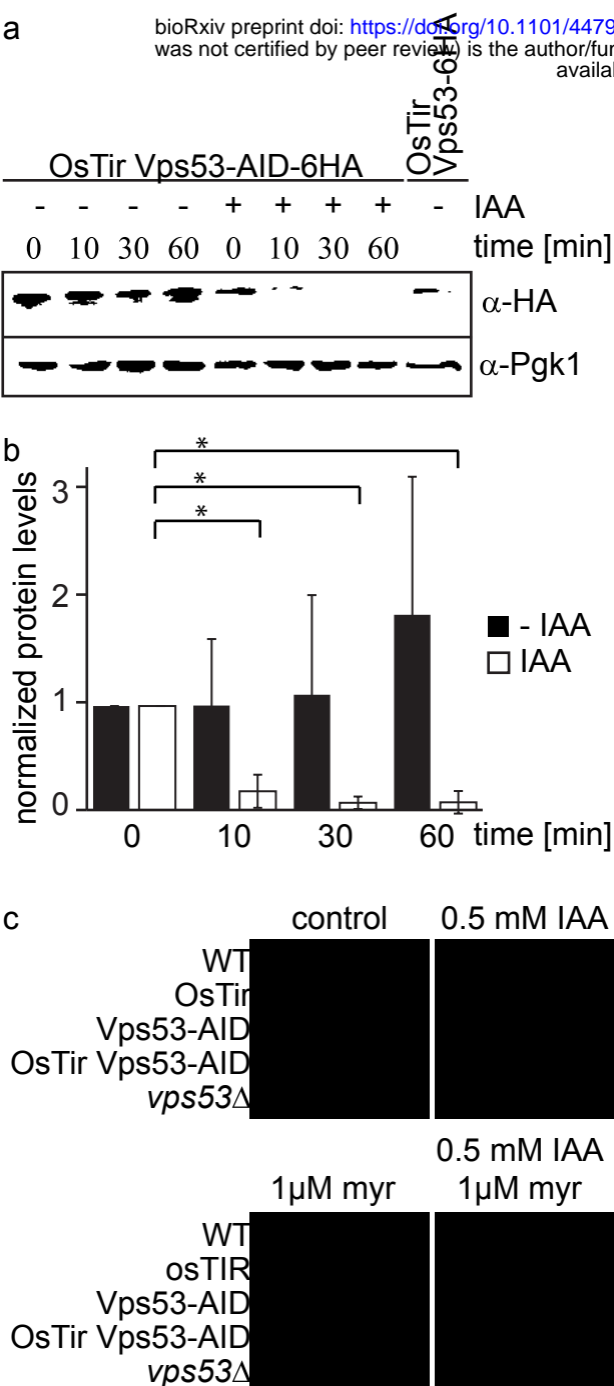 a
bioRxiv preprint doi: https://doi.org/10.1101/4479
was not certified by peer review) is the author/fun
availal
OsTir Vps53-AID-6HA
OsTir
Vps53-6HA
- - - - + + + + - IAA
0 10 30 60 0 10 30 60 time [min]
α-HA
α-Pgk1
b
normalized protein levels
3
2
1
0
* 
*
*
- IAA
IAA
0 10 30 60 time [min]
c
control 0.5 mM IAA
WT
OsTir
Vps53-AID
OsTir Vps53-AID
vps53Δ
0.5 mM IAA
1µM myr 1µM myr
WT
osTIR
Vps53-AID
OsTir Vps53-AID
vps53Δ